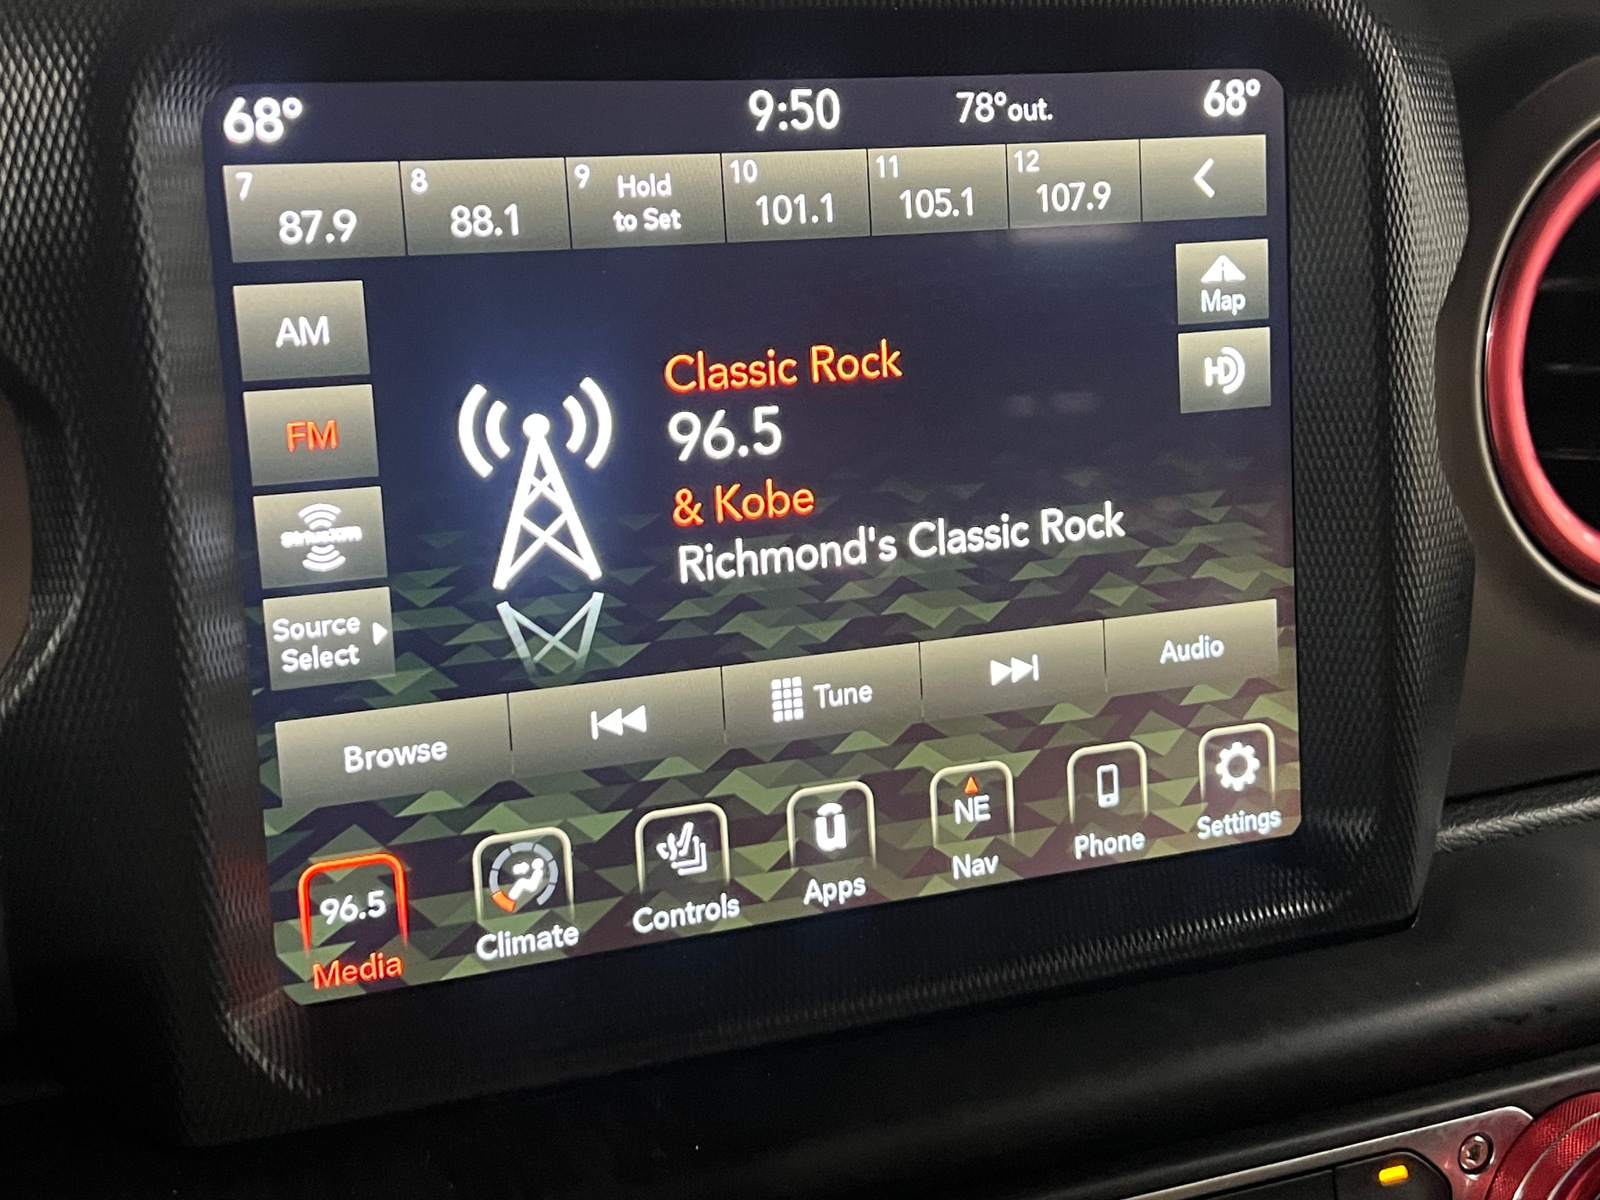 68° 9:50 78° out. 68°
7 87.9
8 88.1
9 Hold
to Set
10 101.1
11 105.1
12 107.9
AM
FM
SiriusXM
Source
Select
Classic Rock
96.5
& Kobe
Richmond's Classic Rock
Map
HD
Browse
Tune
Audio
96.5
Media
Climate
Controls
u
Apps
NE
Nav
Phone
Settings